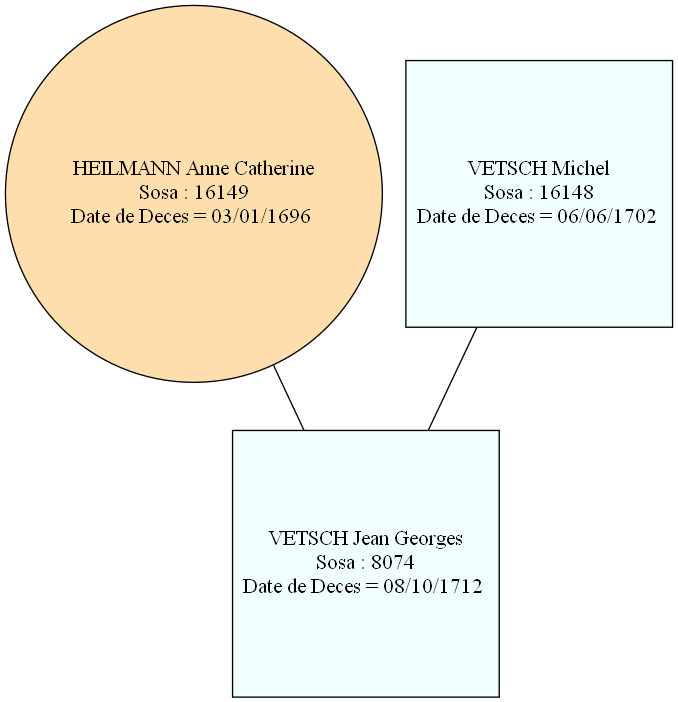 HEILMANN Anne Catherine
Sosa : 16149
Date de Deces = 03/01/1696
VETSCH Michel
Sosa : 16148
Date de Deces = 06/06/1702
VETSCH Jean Georges
Sosa : 8074
Date de Deces = 08/10/1712